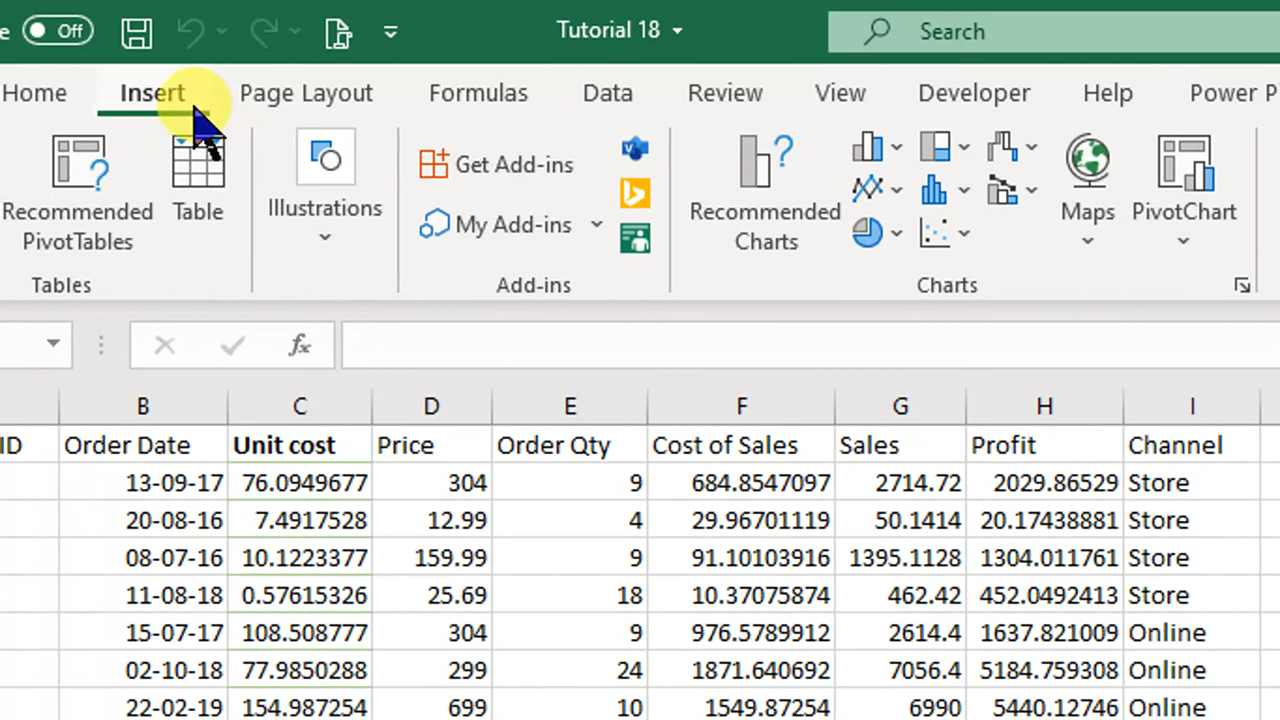 e Off Tutorial 18 Search
Home Insert Page Layout Formulas Data Review View Developer Help Power P
Recommended PivotTables
Table
Illustrations
Get Add-ins
My Add-ins
Recommended Charts
Maps
PivotChart
Tables Add-ins Charts
fx
B C D E F G H I
ID Order Date Unit cost Price Order Qty Cost of Sales Sales Profit Channel
13-09-17 76.0949677 304 9 684.8547097 2714.72 2029.86529 Store
20-08-16 7.4917528 12.99 4 29.96701119 50.1414 20.17438881 Store
08-07-16 10.1223377 159.99 9 91.10103916 1395.1128 1304.011761 Store
11-08-18 0.57615326 25.69 18 10.37075874 462.42 452.0492413 Store
15-07-17 108.508777 304 9 976.5789912 2614.4 1637.821009 Online
02-10-18 77.9850288 299 24 1871.640692 7056.4 5184.759308 Online
22-02-19 154.987254 699 10 1549.87254 6990 5440.12746 Online